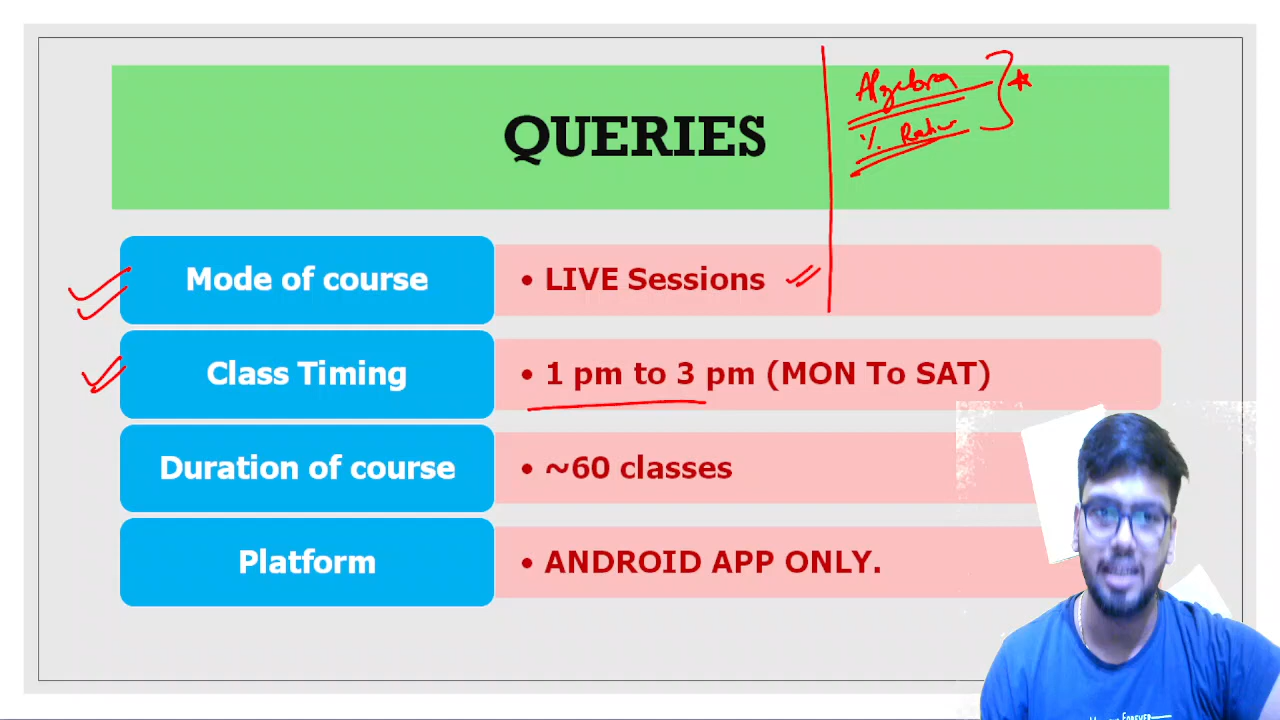 QUERIES
Algebra
% Ratio
Mode of course
• LIVE Sessions
Class Timing
• 1 pm to 3 pm (MON To SAT)
Duration of course
• ~60 classes
Platform
• ANDROID APP ONLY.
FOREVER